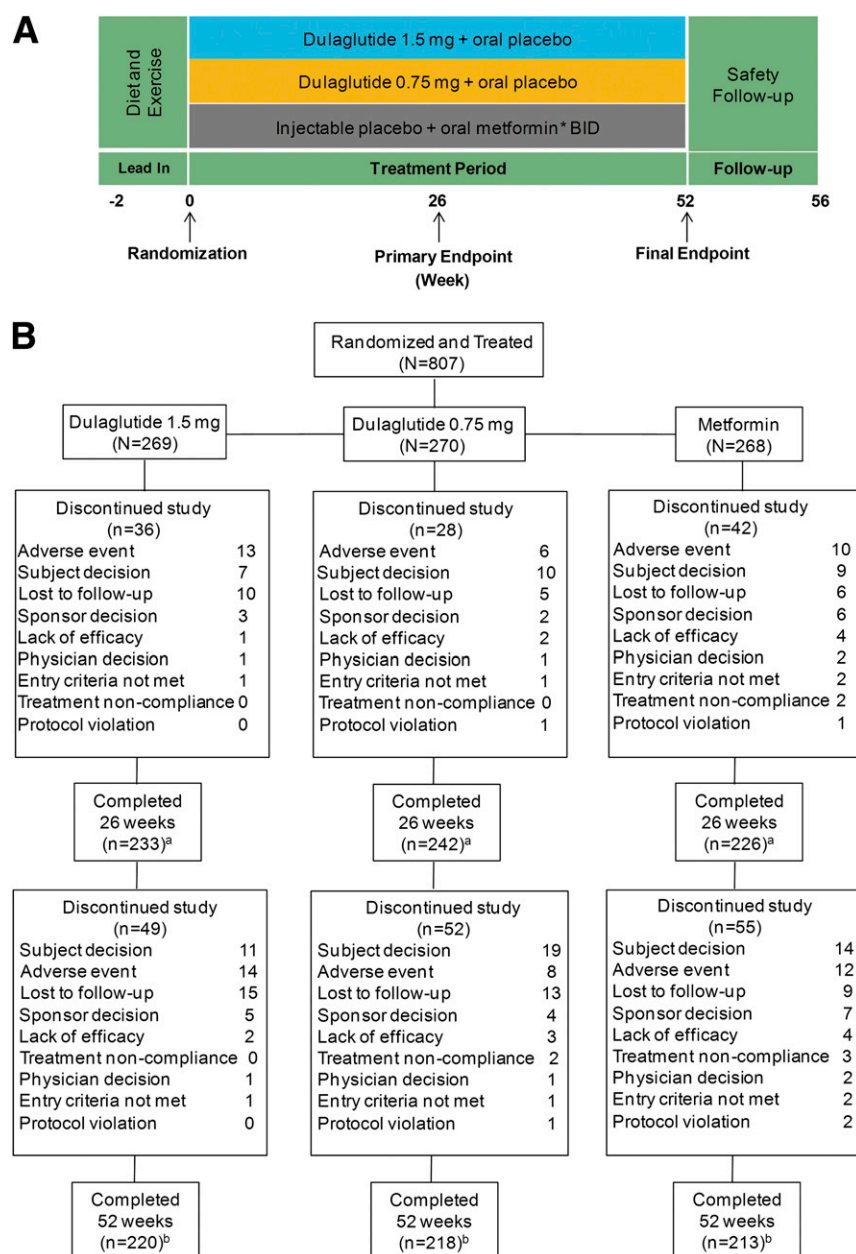 A
Diet and
Exercise
Dulaglutide 1.5 mg + oral placebo
Dulaglutide 0.75 mg + oral placebo
Injectable placebo + oral metformin* BID
Safety
Follow-up
Lead In
Treatment Period
Follow-up
-2
0
26
52
56
Randomization
Primary Endpoint
(Week)
Final Endpoint
B
Randomized and Treated
(N=807)
Dulaglutide 1.5 mg
(N=269)
Dulaglutide 0.75 mg
(N=270)
Metformin
(N=268)
Discontinued study
(n=36)
Adverse event 13
Subject decision 7
Lost to follow-up 10
Sponsor decision 3
Lack of efficacy 1
Physician decision 1
Entry criteria not met 1
Treatment non-compliance 0
Protocol violation 0
Discontinued study
(n=28)
Adverse event 6
Subject decision 10
Lost to follow-up 5
Sponsor decision 2
Lack of efficacy 2
Physician decision 1
Entry criteria not met 1
Treatment non-compliance 0
Protocol violation 1
Discontinued study
(n=42)
Adverse event 10
Subject decision 9
Lost to follow-up 6
Sponsor decision 6
Lack of efficacy 4
Physician decision 2
Entry criteria not met 2
Treatment non-compliance 2
Protocol violation 1
Completed
26 weeks
(n=233)a
Completed
26 weeks
(n=242)a
Completed
26 weeks
(n=226)a
Discontinued study
(n=49)
Subject decision 11
Adverse event 14
Lost to follow-up 15
Sponsor decision 5
Lack of efficacy 2
Treatment non-compliance 0
Physician decision 1
Entry criteria not met 1
Protocol violation 0
Discontinued study
(n=52)
Subject decision 19
Adverse event 8
Lost to follow-up 13
Sponsor decision 4
Lack of efficacy 3
Treatment non-compliance 2
Physician decision 1
Entry criteria not met 1
Protocol violation 1
Discontinued study
(n=55)
Subject decision 14
Adverse event 12
Lost to follow-up 9
Sponsor decision 7
Lack of efficacy 4
Treatment non-compliance 3
Physician decision 2
Entry criteria not met 2
Protocol violation 2
Completed
52 weeks
(n=220)b
Completed
52 weeks
(n=218)b
Completed
52 weeks
(n=213)b